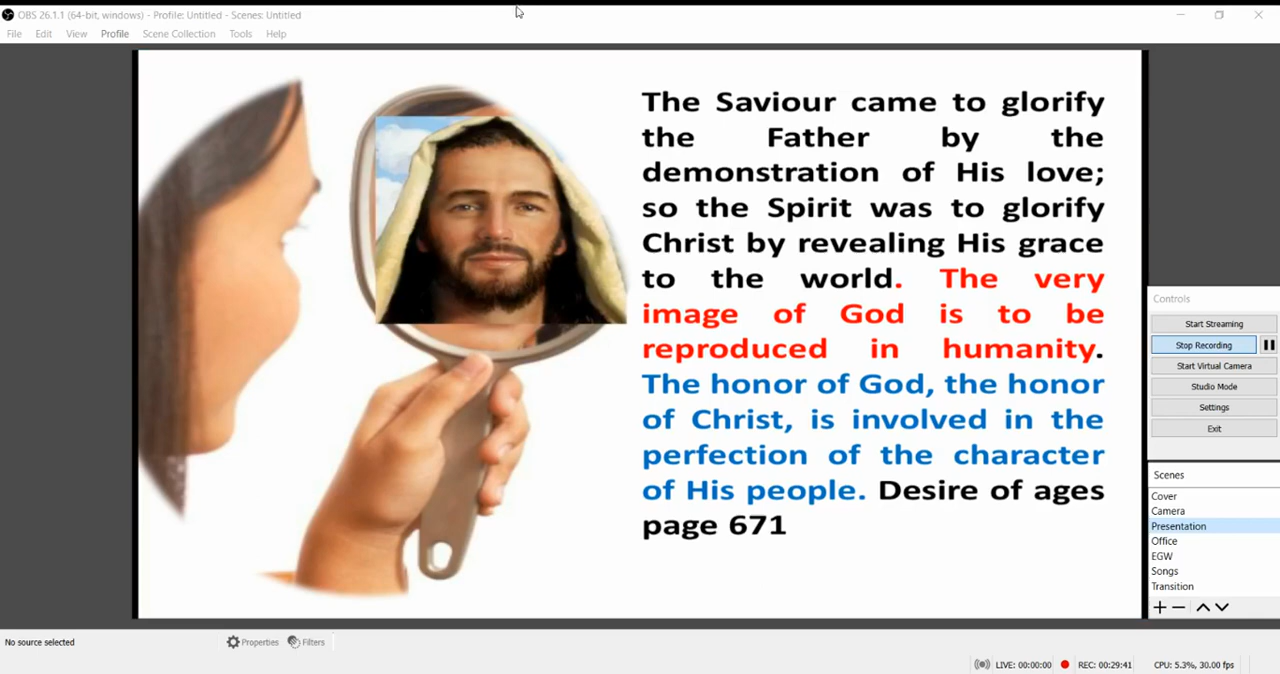 OBS 26.1.1 (64-bit, windows) - Profile: Untitled - Scenes: Untitled
File Edit View Profile Scene Collection Tools Help
The Saviour came to glorify
the Father by the
demonstration of His love;
so the Spirit was to glorify
Christ by revealing His grace
to the world. The very
image of God is to be
reproduced in humanity.
The honor of God, the honor
of Christ, is involved in the
perfection of the character
of His people. Desire of ages
page 671
Controls
Start Streaming
Stop Recording
Start Virtual Camera
Studio Mode
Settings
Exit
Scenes
Cover
Camera
Presentation
Office
EGW
Songs
Transition
No source selected Properties Filters
LIVE: 00:00:00 REC: 00:29:41 CPU: 5.3%, 30.00 fps